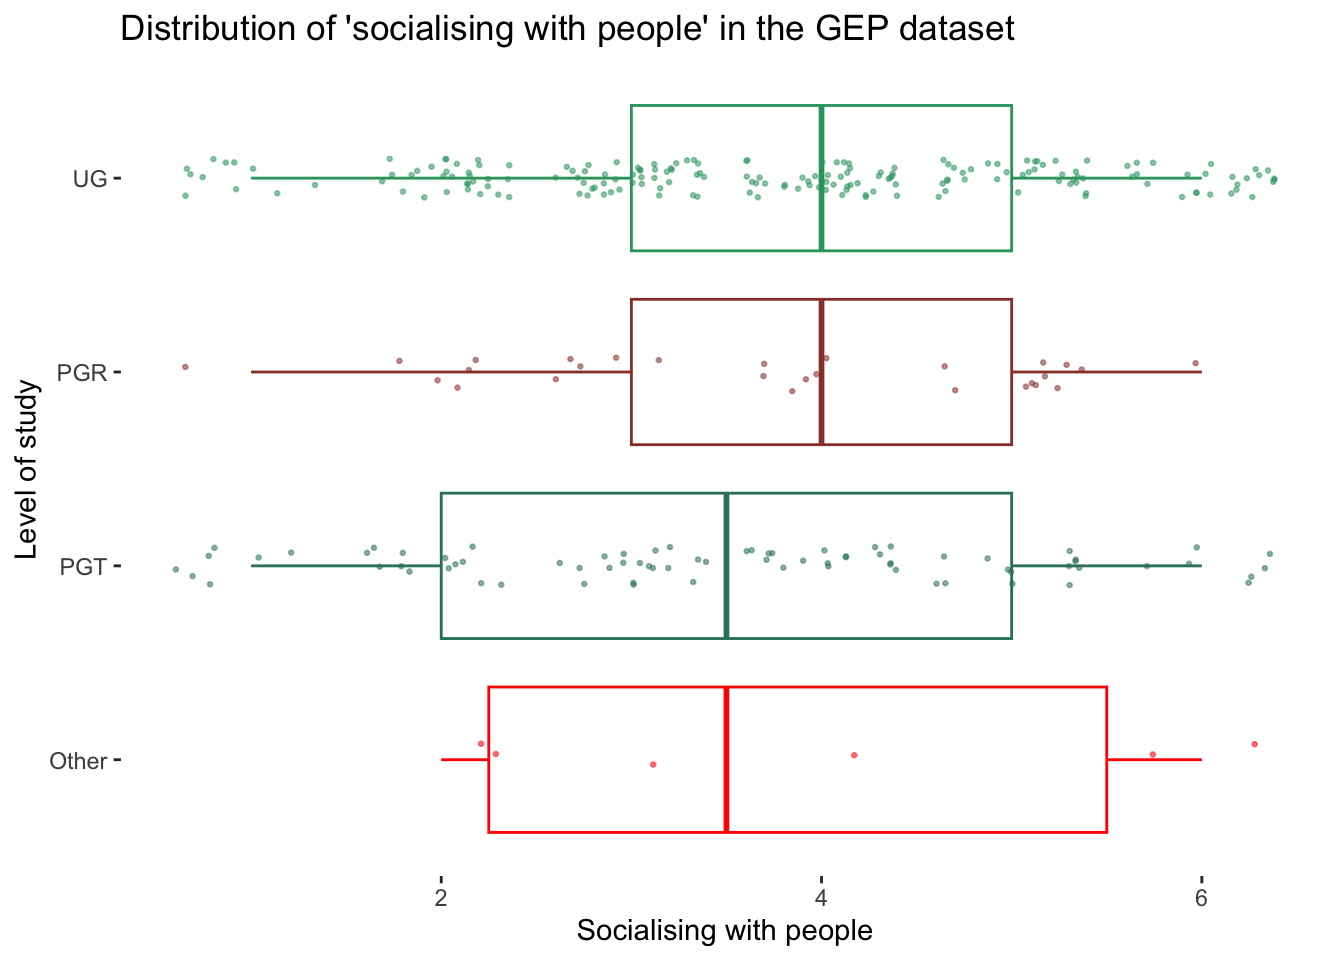 Distribution of 'socialising with people' in the GEP dataset
UG
PGR
PGT
Other
Level of study
2 4 6
Socialising with people